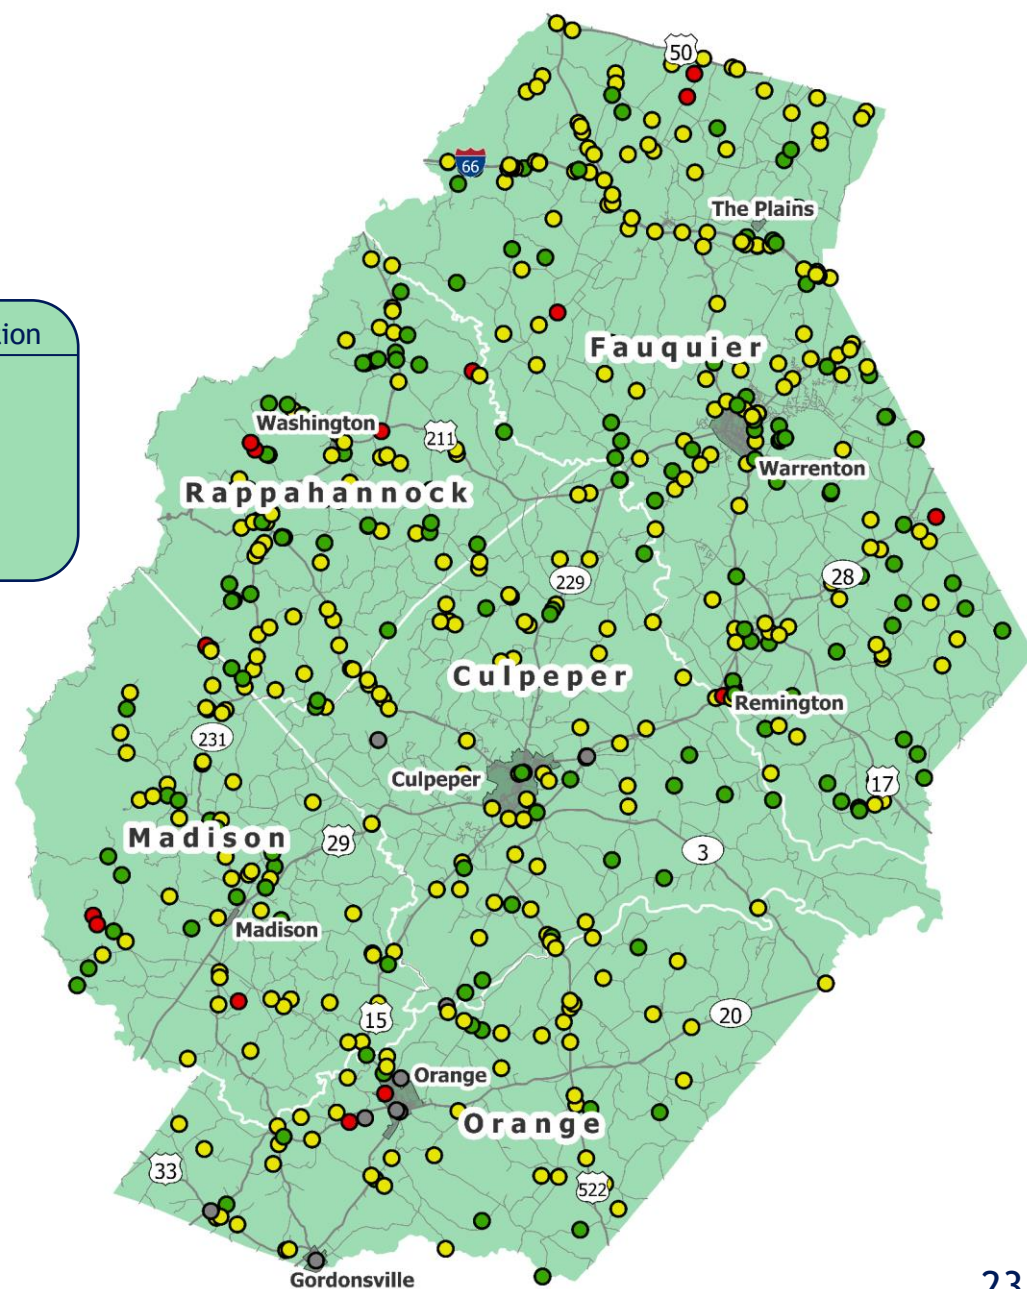 50
66
The Plains
tion
Fauquier
Washington
211
Warrenton
Rappahannock
229
28
Culpeper
Remington
231
Culpeper
17
Madison
29
3
Madison
15
20
Orange
Orange
33
522
Gordonsville
23